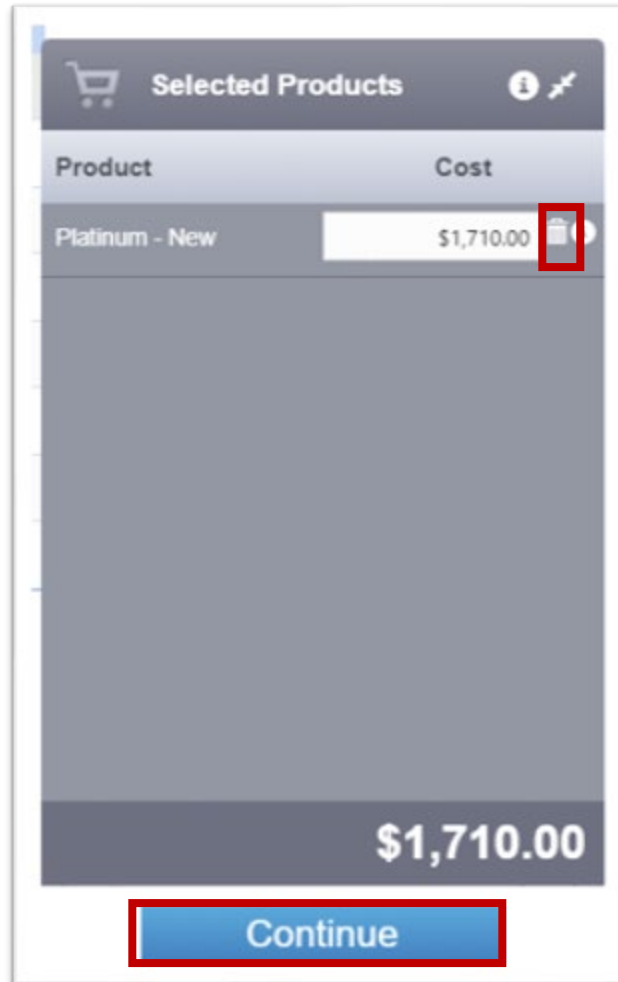 Selected Products
Product Cost
Platinum - New $1,710.00
$1,710.00
Continue